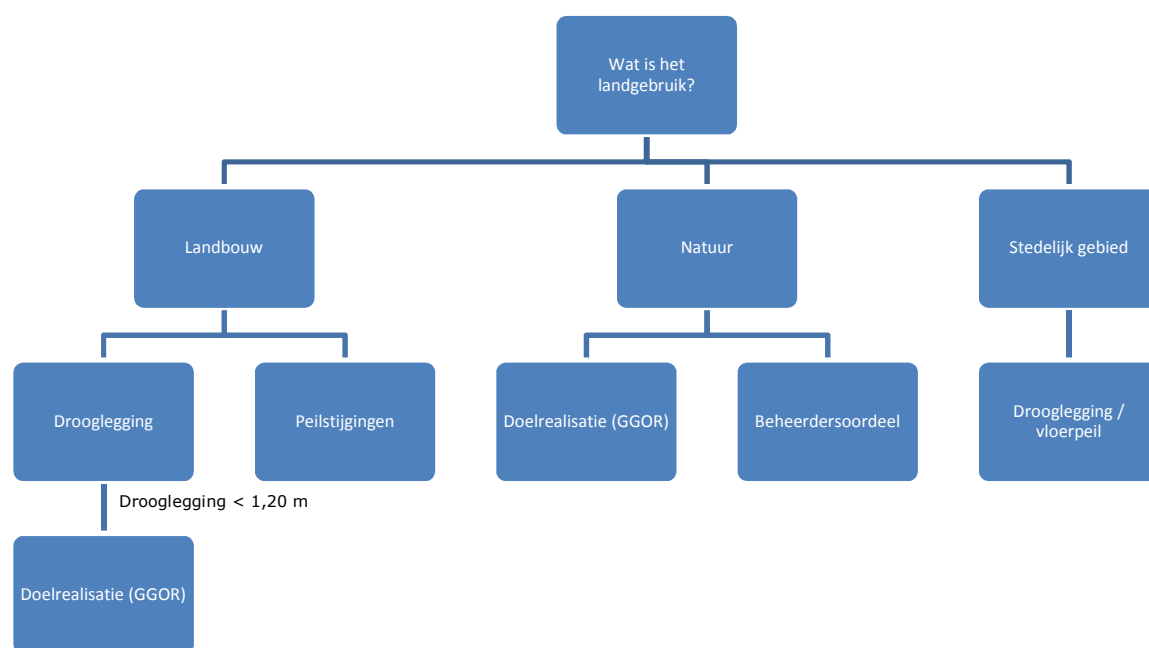 Wat is het
landgebruik?
Landbouw
Natuur
Stedelijk gebied
Drooglegging
Peilstijgingen
Doelrealisatie (GGOR)
Beheerdersoordeel
Drooglegging /
vloerpeil
Drooglegging < 1,20 m
Doelrealisatie (GGOR)